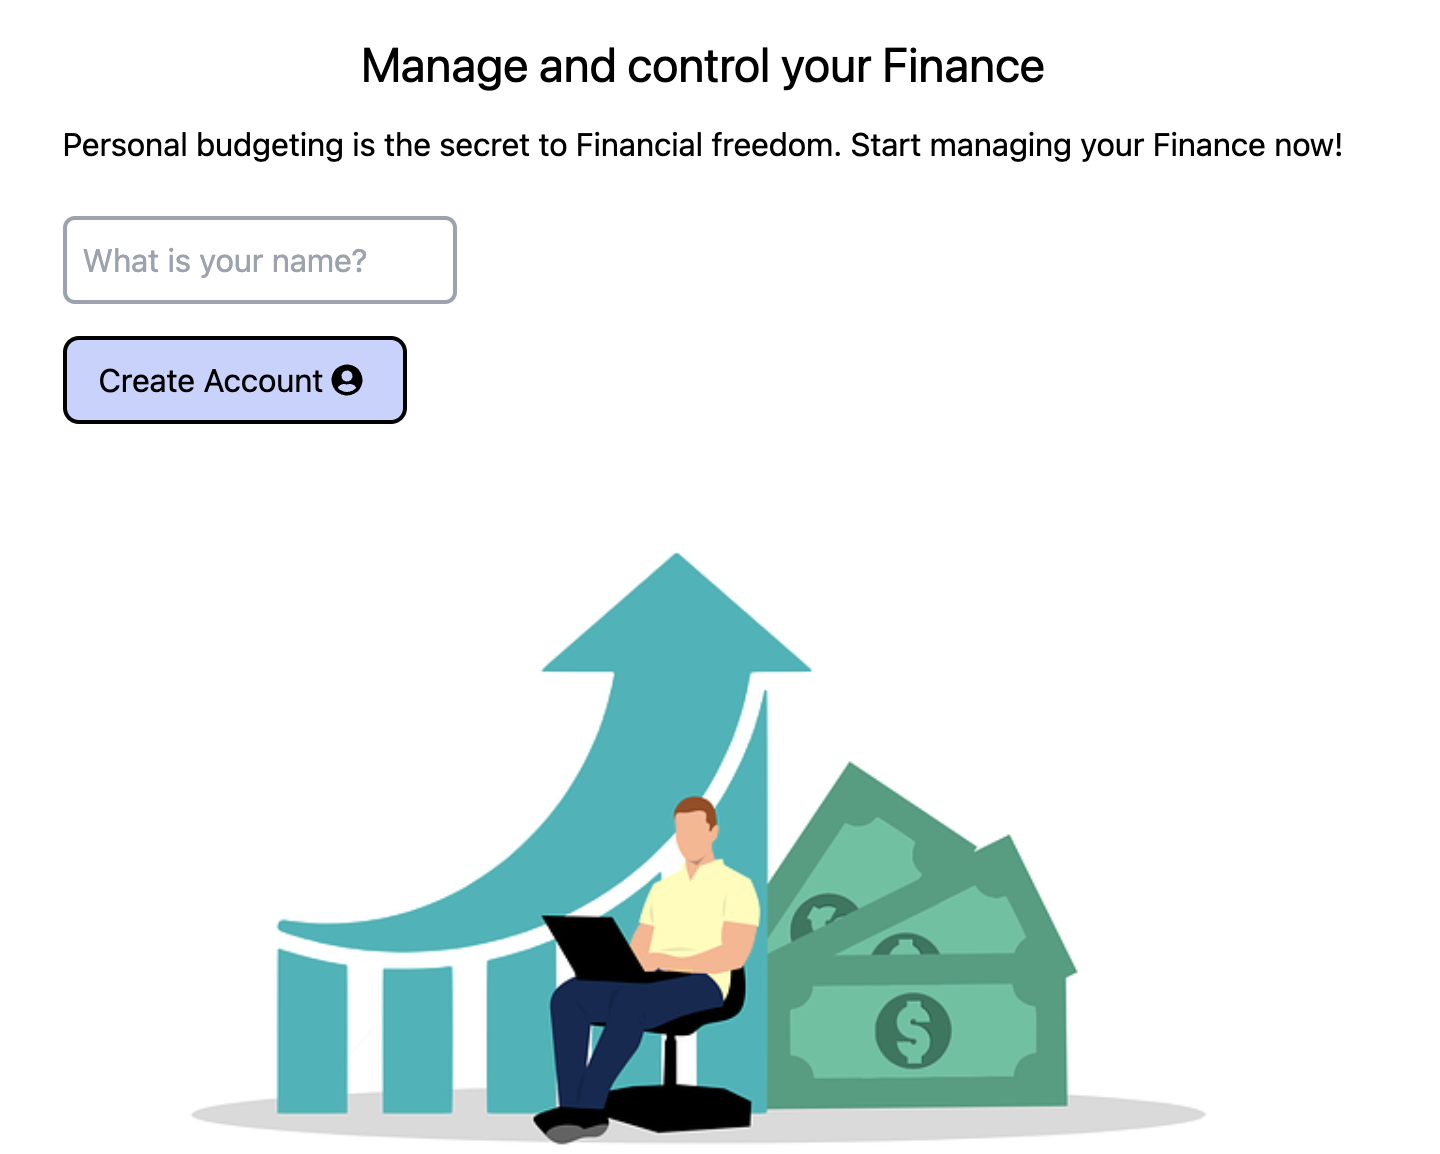 Manage and control your Finance
Personal budgeting is the secret to Financial freedom. Start managing your Finance now!
What is your name?
Create Account
$